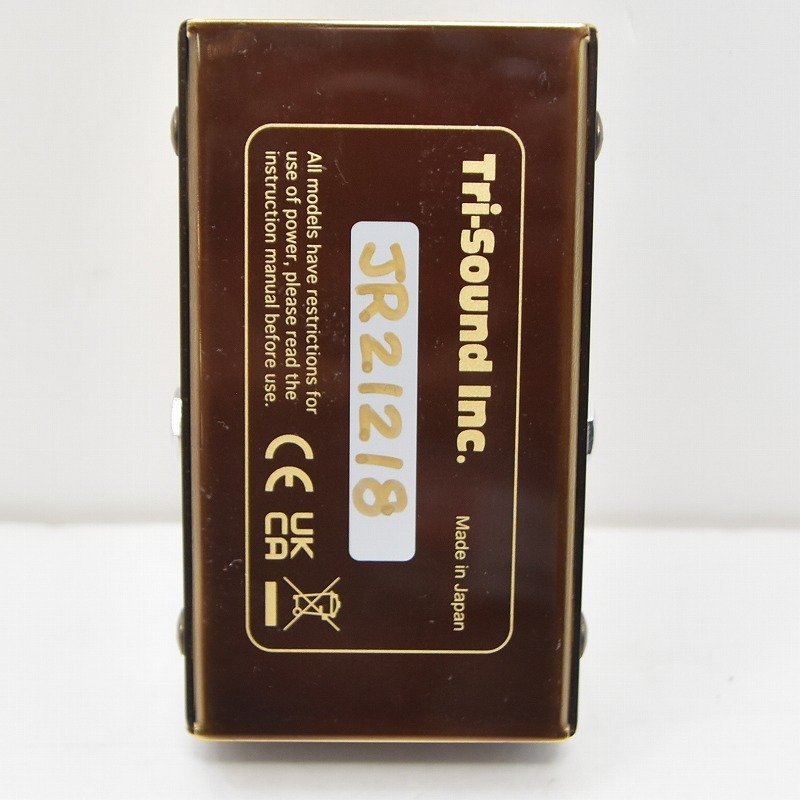 Tri-Sound Inc.
Made in Japan
JR21218
All models have restrictions for
use of power, please read the
instruction manual before use.
CE
UK
CA